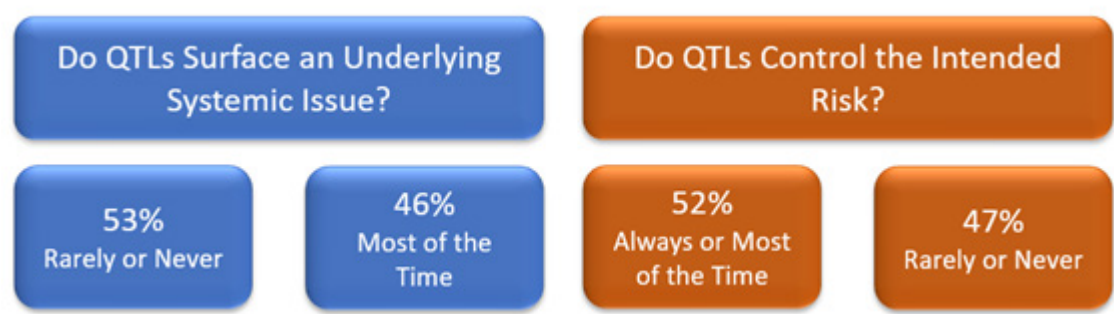 Do QTLs Surface an Underlying
Systemic Issue?
Do QTLs Control the Intended
Risk?
53%
Rarely or Never
46%
Most of the
Time
52%
Always or Most
of the Time
47%
Rarely or Never